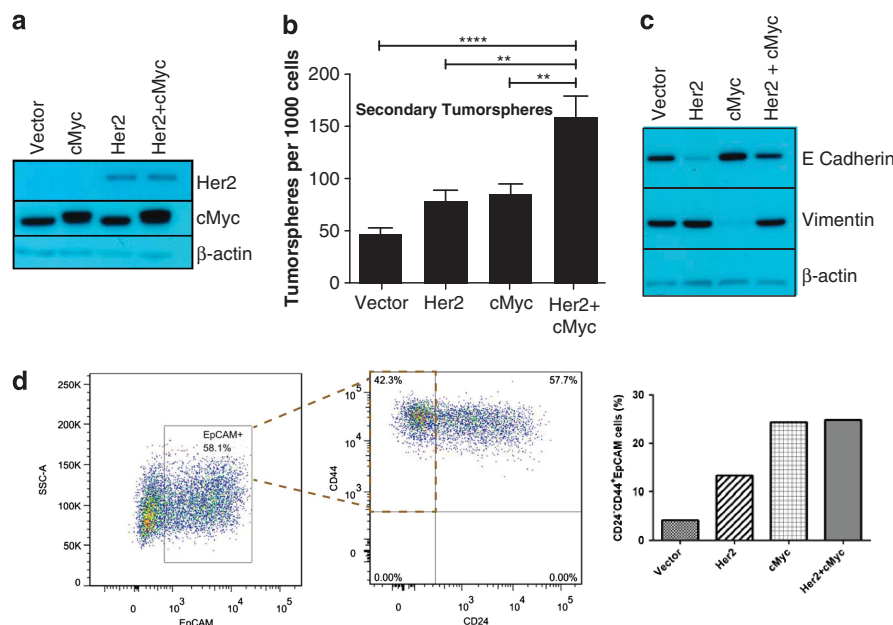 a
Vector
cMyc
Her2
Her2+cMyc
Her2
cMyc
β-actin
b
****
**
**
Secondary Tumorspheres
Tumorspheres per 1000 cells
200
150
100
50
0
Vector
Her2
cMyc
Her2+
cMyc
c
Vector
Her2
cMyc
Her2 + cMyc
E Cadherin
Vimentin
β-actin
d
SSC-A
250K
200K
150K
100K
50K
0
EpCAM+
58.1%
0
10³
10⁴
10⁵
EpCAM
CD44
10⁵
10⁴
10³
0
42.3%
57.7%
0.00%
0.00%
0
10³
10⁴
10⁵
CD24
CD24⁻CD44⁺EpCAM cells (%)
30
20
10
0
Vector
Her2
cMyc
Her2+cMyc